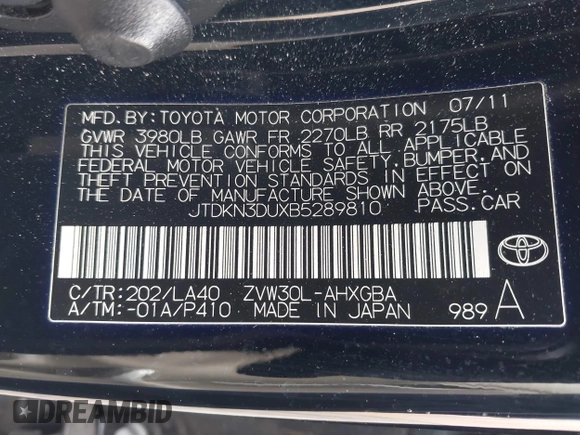 MFD. BY: TOYOTA MOTOR CORPORATION 07/11
GVWR 3980LB GAWR FR 2270LB RR 2175LB
THIS VEHICLE CONFORMS TO ALL APPLICABLE
FEDERAL MOTOR VEHICLE SAFETY, BUMPER, AND
THEFT PREVENTION STANDARDS IN EFFECT ON
THE DATE OF MANUFACTURE SHOWN ABOVE.
JTDKN3DUXB5289810 PASS. CAR
C/TR: 202/LA40 ZVW30L-AHXGBA
A/TM: -01A/P410 MADE IN JAPAN 989 A
TOYOTA
DREAMBID